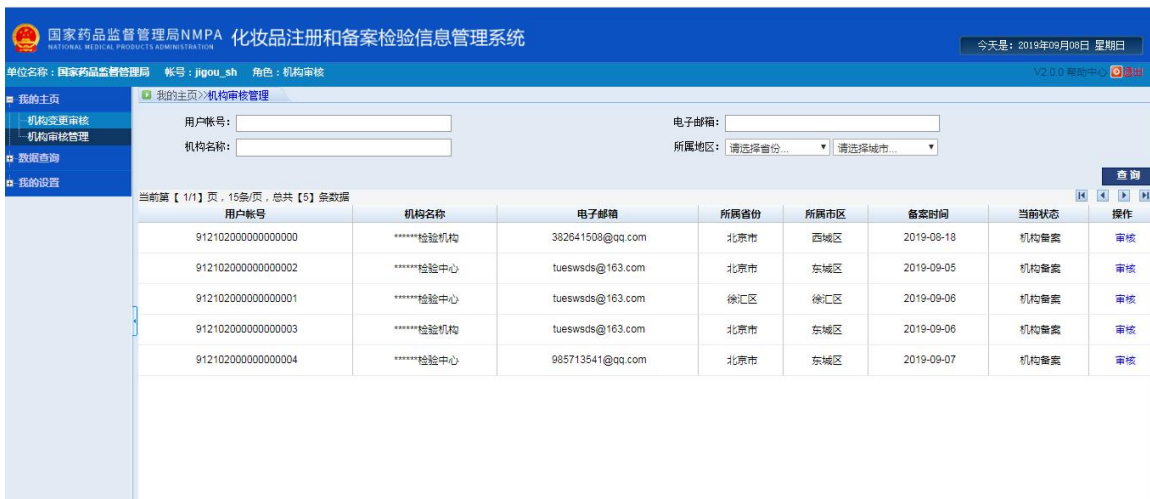 国家药品监督管理局NMPA 化妆品注册和备案检验信息管理系统
NATIONAL MEDICAL PRODUCTS ADMINISTRATION
今天是：2019年09月08日 星期日
单位名称：国家药品监督管理局 帐号：jigou_sh 角色：机构审核 V2.0.0 帮助中心 退出
我的主页
机构变更审核
机构审核管理
数据查询
我的设置
我的主页>>机构审核管理
用户帐号： 电子邮箱：
机构名称： 所属地区： 请选择省份... 请选择城市...
查询
当前第【 1/1】页，15条/页，总共【5】条数据
用户帐号 机构名称 电子邮箱 所属省份 所属市区 备案时间 当前状态 操作
912102000000000000 ******检验机构 382641508@qq.com 北京市 西城区 2019-08-18 机构备案 审核
912102000000000002 ******检验中心 tueswsds@163.com 北京市 东城区 2019-09-05 机构备案 审核
912102000000000001 ******检验中心 tueswsds@163.com 徐汇区 徐汇区 2019-09-06 机构备案 审核
912102000000000003 ******检验机构 tueswsds@163.com 北京市 东城区 2019-09-06 机构备案 审核
912102000000000004 ******检验中心 985713541@qq.com 北京市 东城区 2019-09-07 机构备案 审核